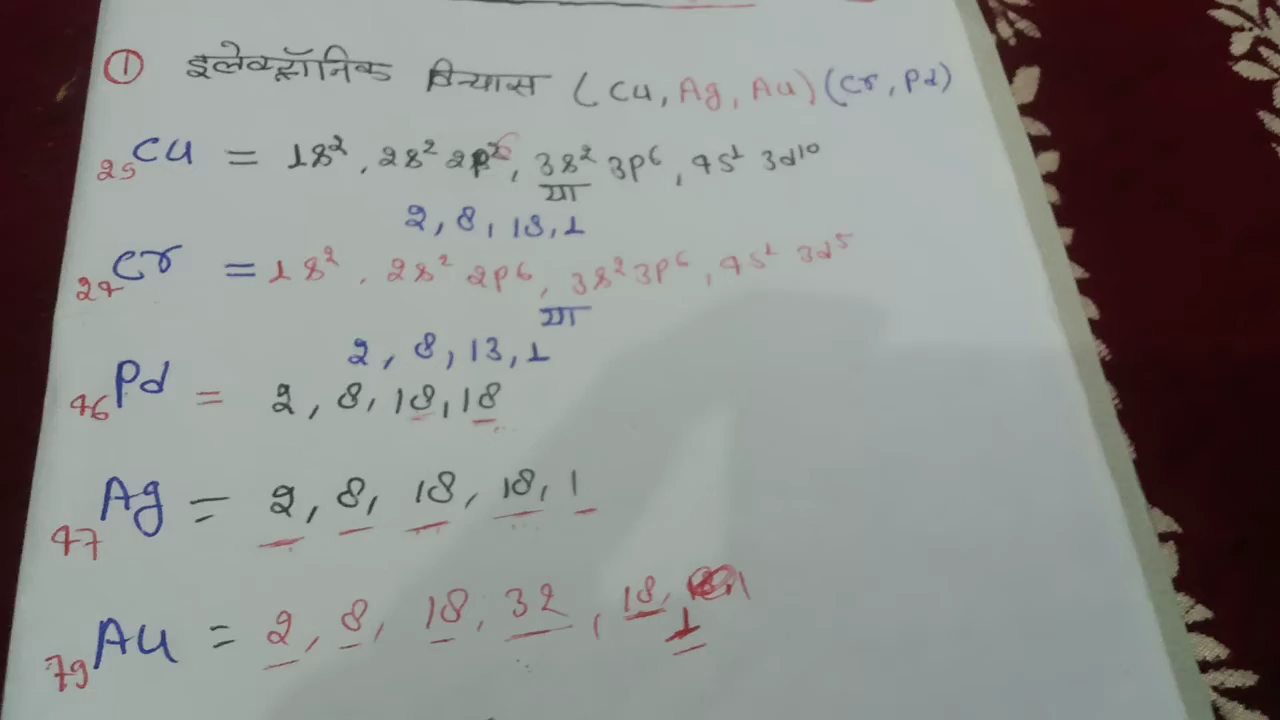 ① इलेक्ट्रॉनिक विन्यास (Cu, Ag, Au) (Cr, Pd)
₂₅Cu = 1s², 2s² 2p⁶, 3s² 3p⁶, 4s¹ 3d¹⁰
या
2, 8, 18, 1
₂₄Cr = 1s², 2s² 2p⁶, 3s² 3p⁶, 4s¹ 3d⁵
या
2, 8, 13, 1
₄₆Pd = 2, 8, 18, 18
₄₇Ag = 2, 8, 18, 18, 1
₇₉Au = 2, 8, 18, 32, 18, 1